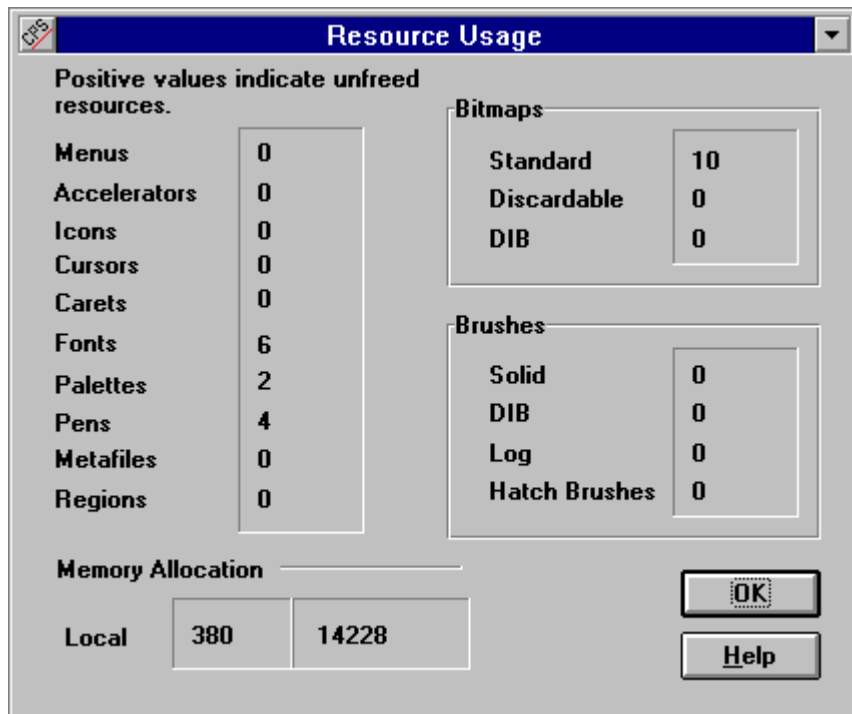 CPS
Resource Usage
Positive values indicate unfreed
resources.
Menus 0
Accelerators 0
Icons 0
Cursors 0
Carets 0
Fonts 6
Palettes 2
Pens 4
Metafiles 0
Regions 0
Bitmaps
Standard 10
Discardable 0
DIB 0
Brushes
Solid 0
DIB 0
Log 0
Hatch Brushes 0
Memory Allocation
Local 380 14228
OK
Help